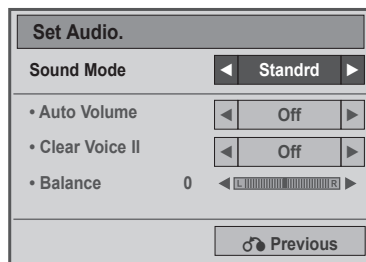 Set Audio.
Sound Mode ◀ Standrd ▶
• Auto Volume ◀ Off ▶
• Clear Voice II ◀ Off ▶
• Balance 0 ◀ L R ▶
Previous